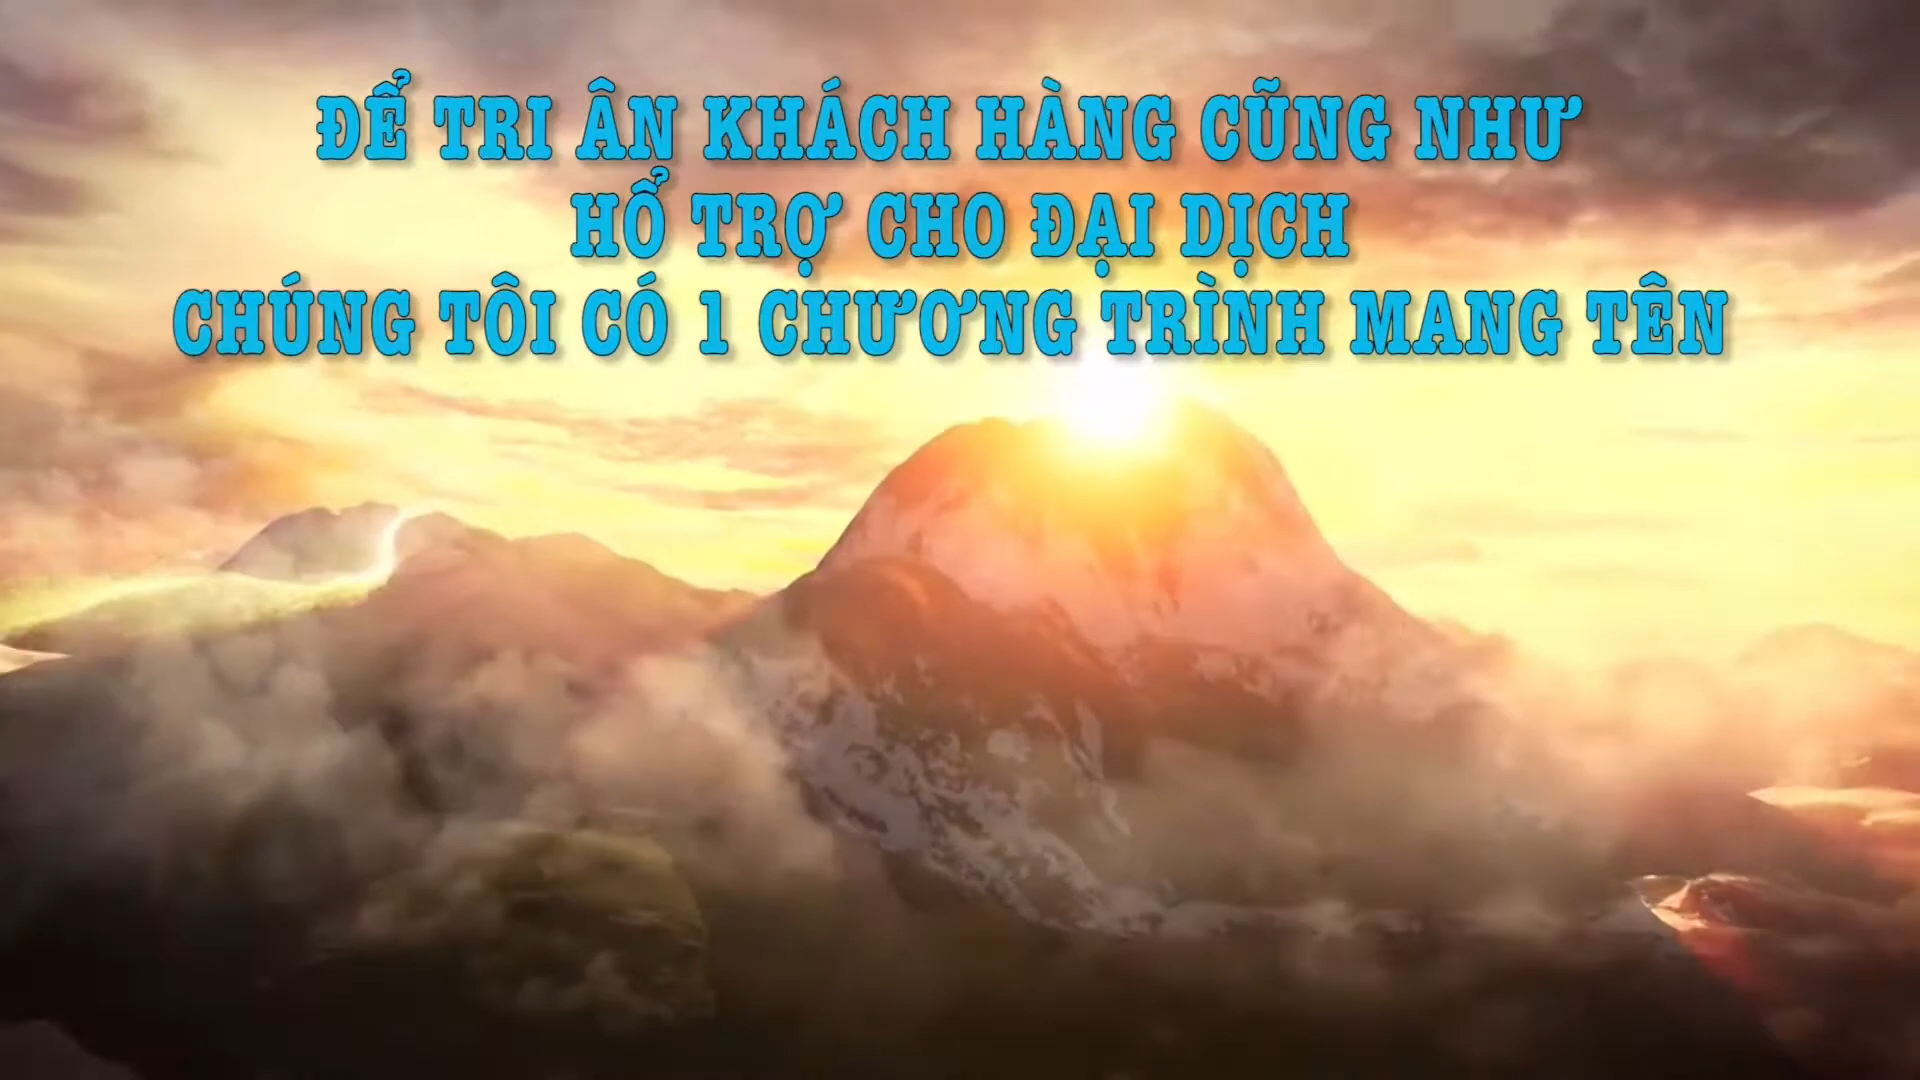 ĐỂ TRI ÂN KHÁCH HÀNG CŨNG NHƯ
HỔ TRỢ CHO ĐẠI DỊCH
CHÚNG TÔI CÓ 1 CHƯƠNG TRÌNH MANG TÊN